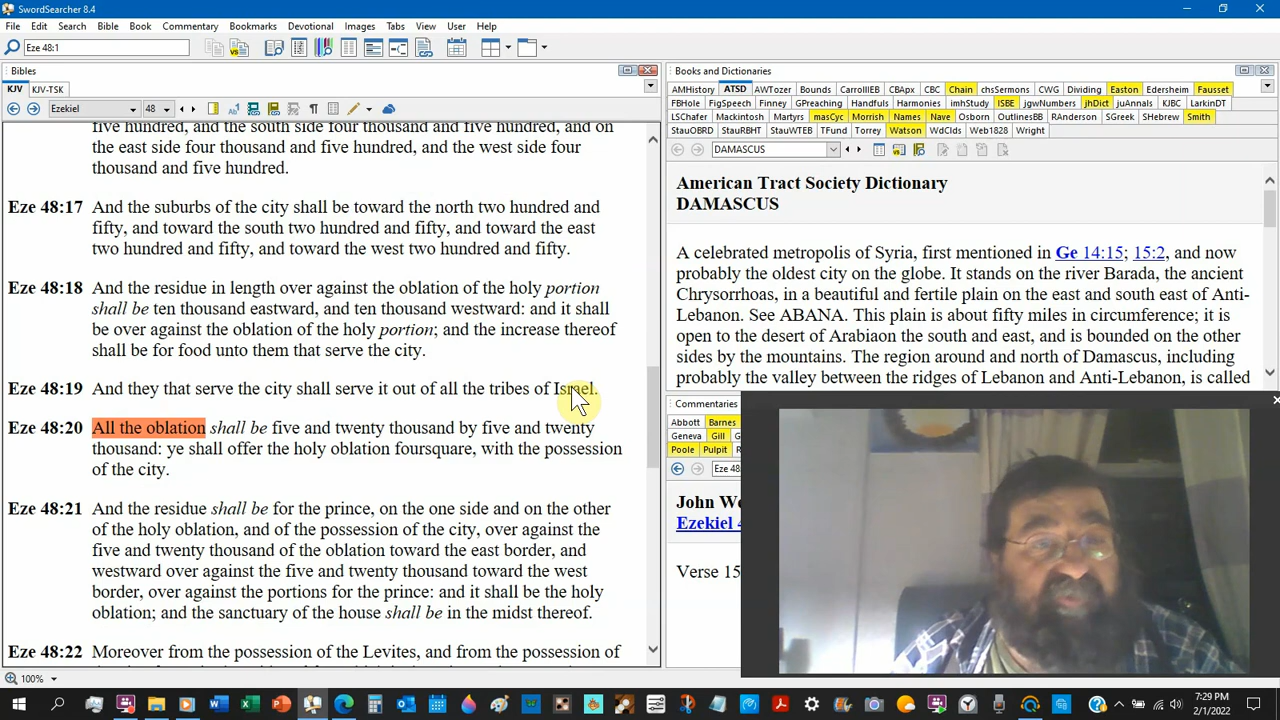 SwordSearcher 8.4
File Edit Search Bible Book Commentary Bookmarks Devotional Images Tabs View User Help
Eze 48:1
Bibles
KJV KJV-TSK
Ezekiel 48
five hundred, and the south side four thousand and five hundred, and on
the east side four thousand and five hundred, and the west side four
thousand and five hundred.
Eze 48:17 And the suburbs of the city shall be toward the north two hundred and
fifty, and toward the south two hundred and fifty, and toward the east
two hundred and fifty, and toward the west two hundred and fifty.
Eze 48:18 And the residue in length over against the oblation of the holy portion
shall be ten thousand eastward, and ten thousand westward: and it shall
be over against the oblation of the holy portion; and the increase thereof
shall be for food unto them that serve the city.
Eze 48:19 And they that serve the city shall serve it out of all the tribes of Israel.
Eze 48:20 All the oblation shall be five and twenty thousand by five and twenty
thousand: ye shall offer the holy oblation foursquare, with the possession
of the city.
Eze 48:21 And the residue shall be for the prince, on the one side and on the other
of the holy oblation, and of the possession of the city, over against the
five and twenty thousand of the oblation toward the east border, and
westward over against the five and twenty thousand toward the west
border, over against the portions for the prince: and it shall be the holy
oblation; and the sanctuary of the house shall be in the midst thereof.
Eze 48:22 Moreover from the possession of the Levites, and from the possession of
100%
Books and Dictionaries
AMHistory ATSD AWTozer Bounds CarrollIEB CBApx CBC Chain chsSermons CWG Dividing Easton Edersheim Fausset
FBHole FigSpeech Finney GPreaching Handfuls Harmonies imhStudy ISBE jgwNumbers jhDict juAnnals KJBC LarkinDT
LSChafer Mackintosh Martyrs masCyc Morrish Names Nave Osborn OutlinesBB RAnderson SGreek SHebrew Smith
StauOBRD StauRBHT StauWTEB TFund Torrey Watson WdClds Web1828 Wright
DAMASCUS
American Tract Society Dictionary
DAMASCUS
A celebrated metropolis of Syria, first mentioned in Ge 14:15; 15:2, and now
probably the oldest city on the globe. It stands on the river Barada, the ancient
Chrysorrhoas, in a beautiful and fertile plain on the east and south east of Anti-
Lebanon. See ABANA. This plain is about fifty miles in circumference; it is
open to the desert of Arabiaon the south and east, and is bounded on the other
sides by the mountains. The region around and north of Damascus, including
probably the valley between the ridges of Lebanon and Anti-Lebanon, is called
Commentaries
Abbott Barnes
Geneva Gill
Poole Pulpit
Eze 48
John We
Ezekiel 4
Verse 15
7:29 PM
2/1/2022